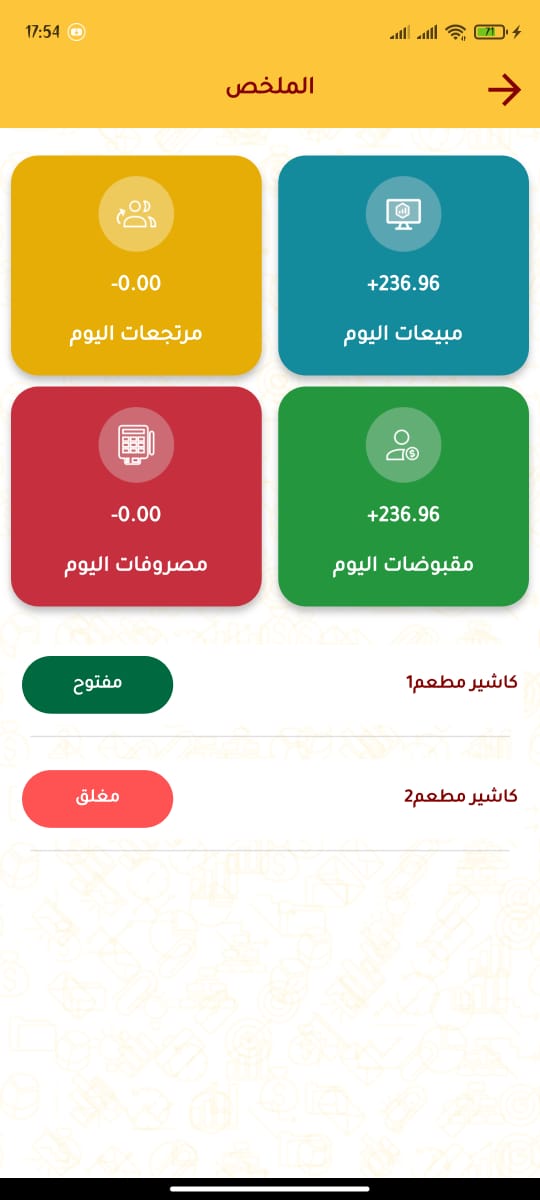 17:54
71
الملخص
+236.96
مبيعات اليوم
-0.00
مرتجعات اليوم
+236.96
مقبوضات اليوم
-0.00
مصروفات اليوم
كاشير مطعم1
مفتوح
كاشير مطعم2
مغلق